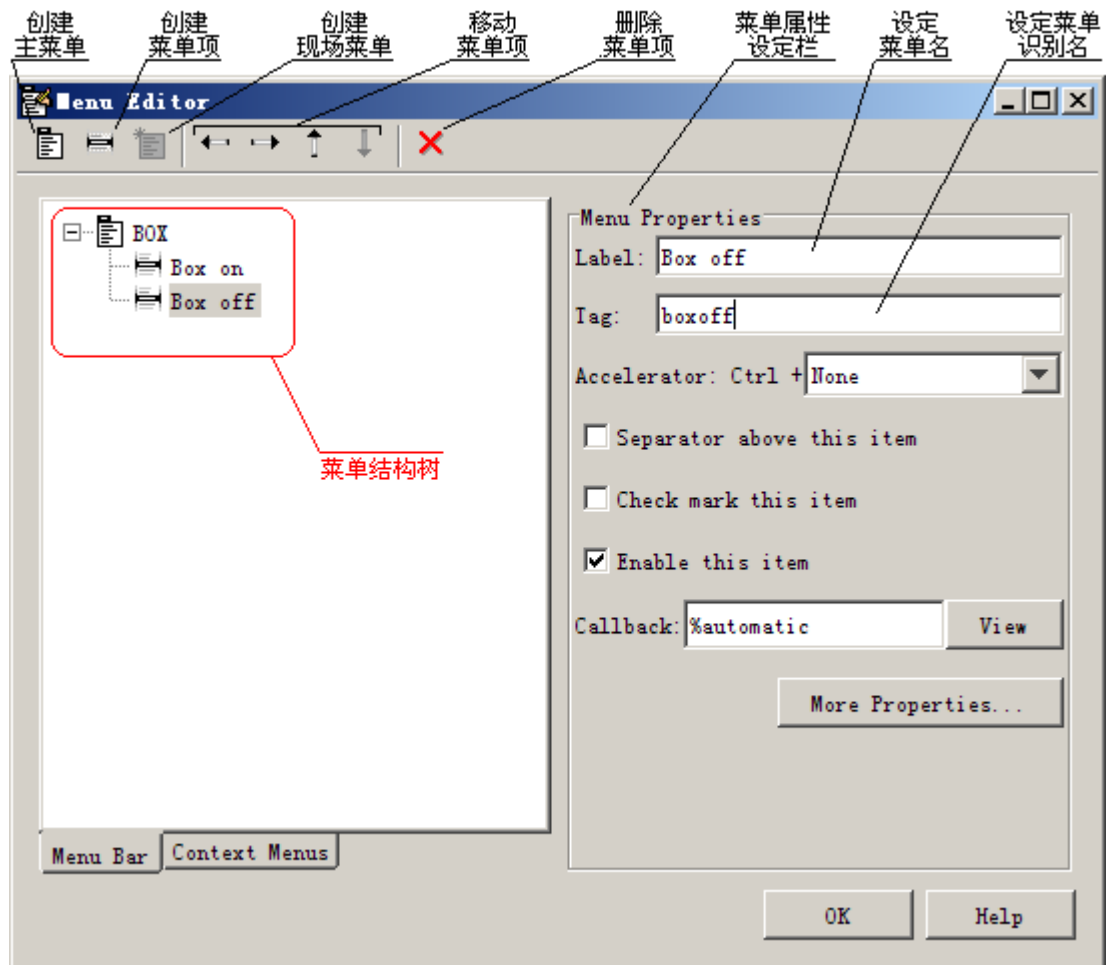 创建
主菜单
创建
菜单项
创建
现场菜单
移动
菜单项
删除
菜单项
菜单属性
设定栏
设定
菜单名
设定菜单
识别名
Menu Editor
BOX
Box on
Box off
菜单结构树
Menu Bar
Context Menus
Menu Properties
Label: Box off
Tag: boxoff
Accelerator: Ctrl + None
Separator above this item
Check mark this item
Enable this item
Callback: %automatic View
More Properties...
OK
Help